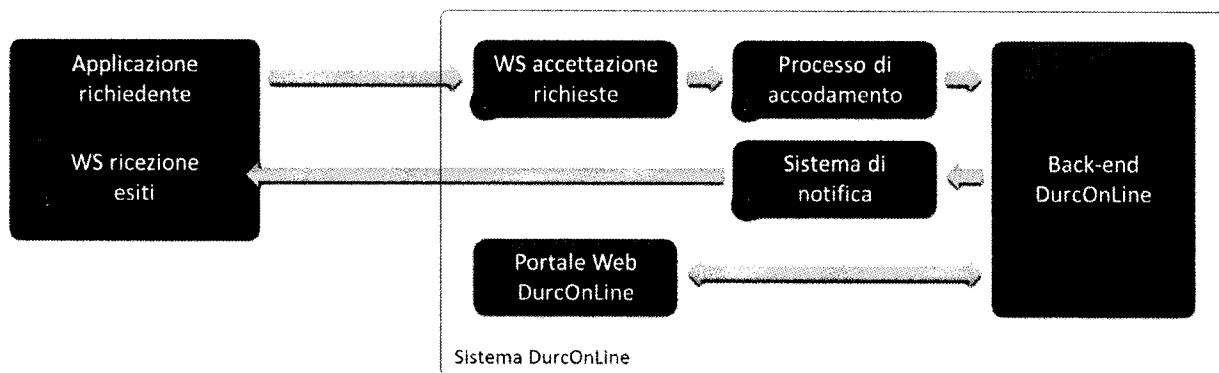 Applicazione
richiedente
WS ricezione
esiti
WS accettazione
richieste
Processo di
accodamento
Sistema di
notifica
Back-end
DurcOnLine
Portale Web
DurcOnLine
Sistema DurcOnLine